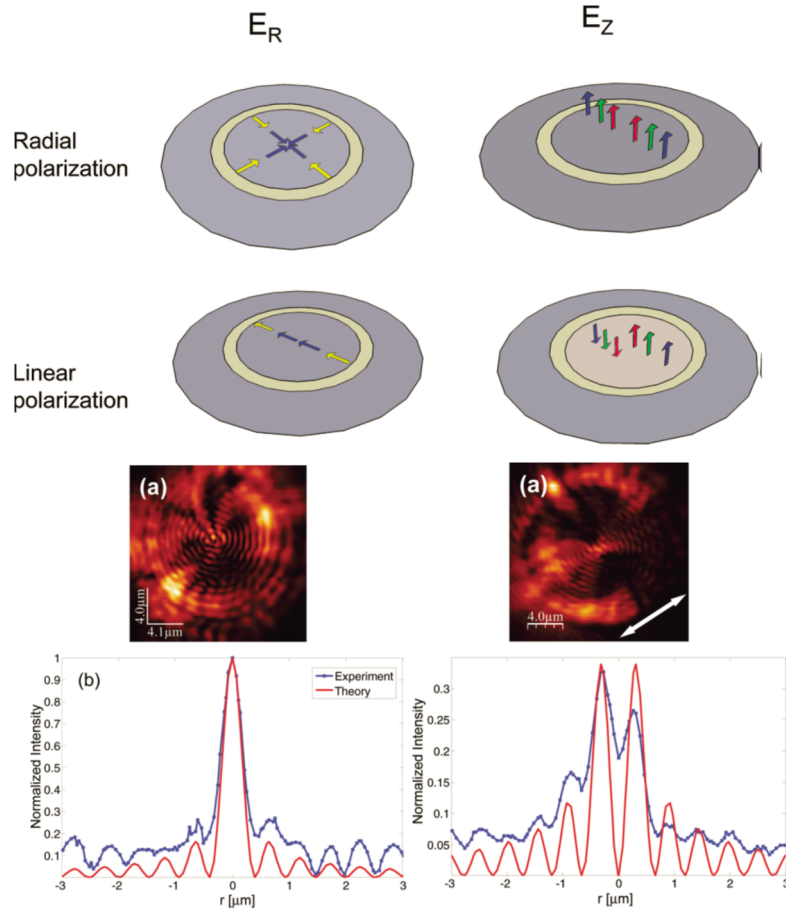 E_R
E_Z
Radial
polarization
Linear
polarization
(a)
4.0μm
4.1μm
(a)
4.0μm
(b)
Experiment
Theory
Normalized Intensity
1
0.9
0.8
0.7
0.6
0.5
0.4
0.3
0.2
0.1
-3
-2
-1
0
1
2
3
r [μm]
Normalized Intensity
0.3
0.25
0.2
0.15
0.1
0.05
-3
-2
-1
0
1
2
3
r [μm]